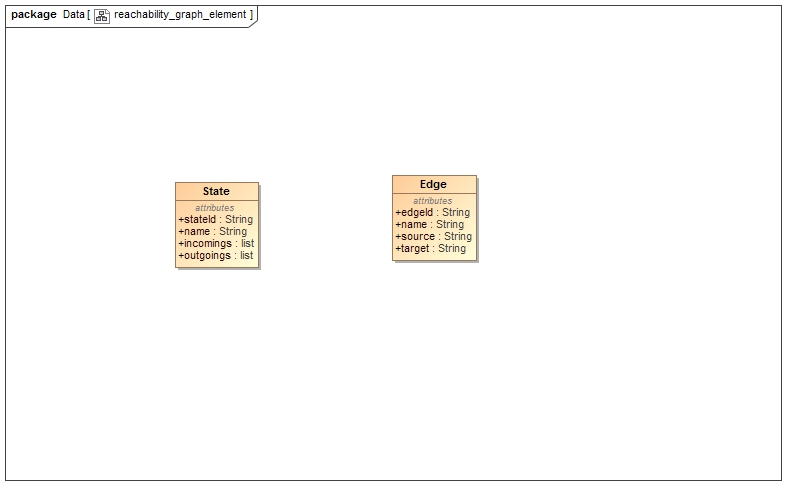 package Data [ reachability_graph_element ]
State
attributes
+stateId : String
+name : String
+incomings : list
+outgoings : list
Edge
attributes
+edgeId : String
+name : String
+source : String
+target : String